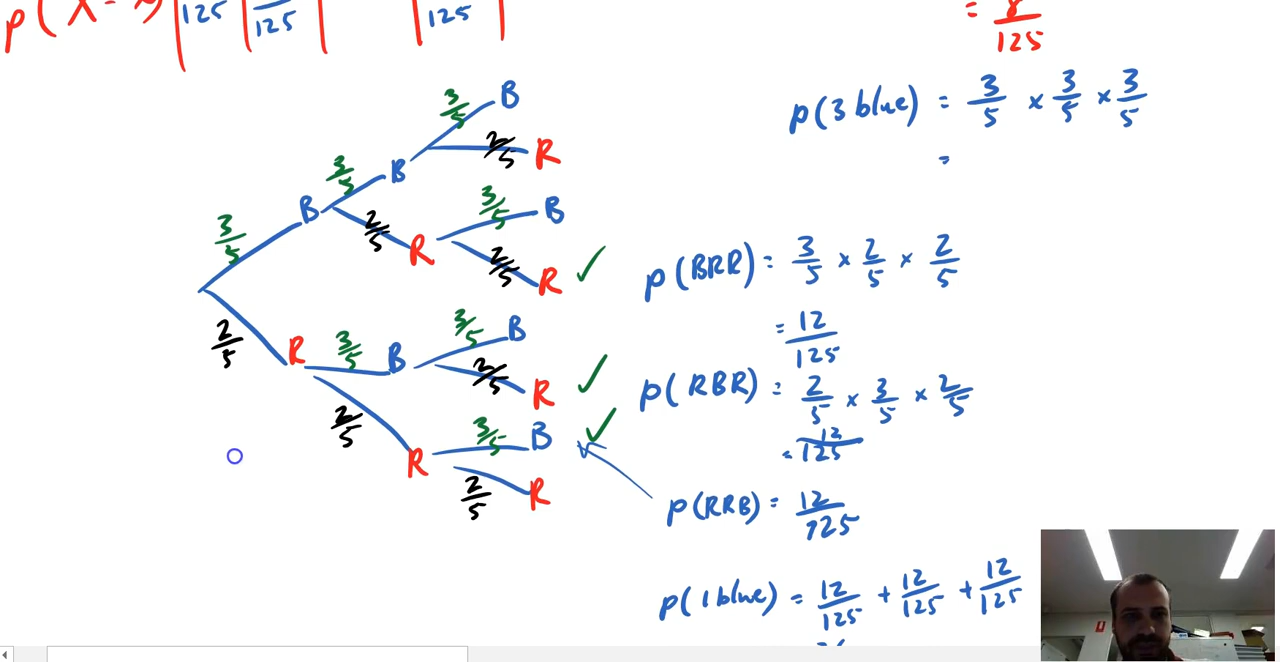 P(X=x) | 125 | 125 | | 125 |
= 8/125
p(3 blue) = 3/5 × 3/5 × 3/5
=
3/5 B
3/5 B 2/5 R
3/5 B 2/5 R 3/5 B
2/5 R ✓
2/5 R 3/5 B 3/5 B
2/5 R ✓
2/5 R 3/5 B ✓
2/5 R
p(BRR) = 3/5 × 2/5 × 2/5
= 12/125
p(RBR) = 2/5 × 3/5 × 2/5
= 12/125
p(RRB) = 12/125
p(1 blue) = 12/125 + 12/125 + 12/125